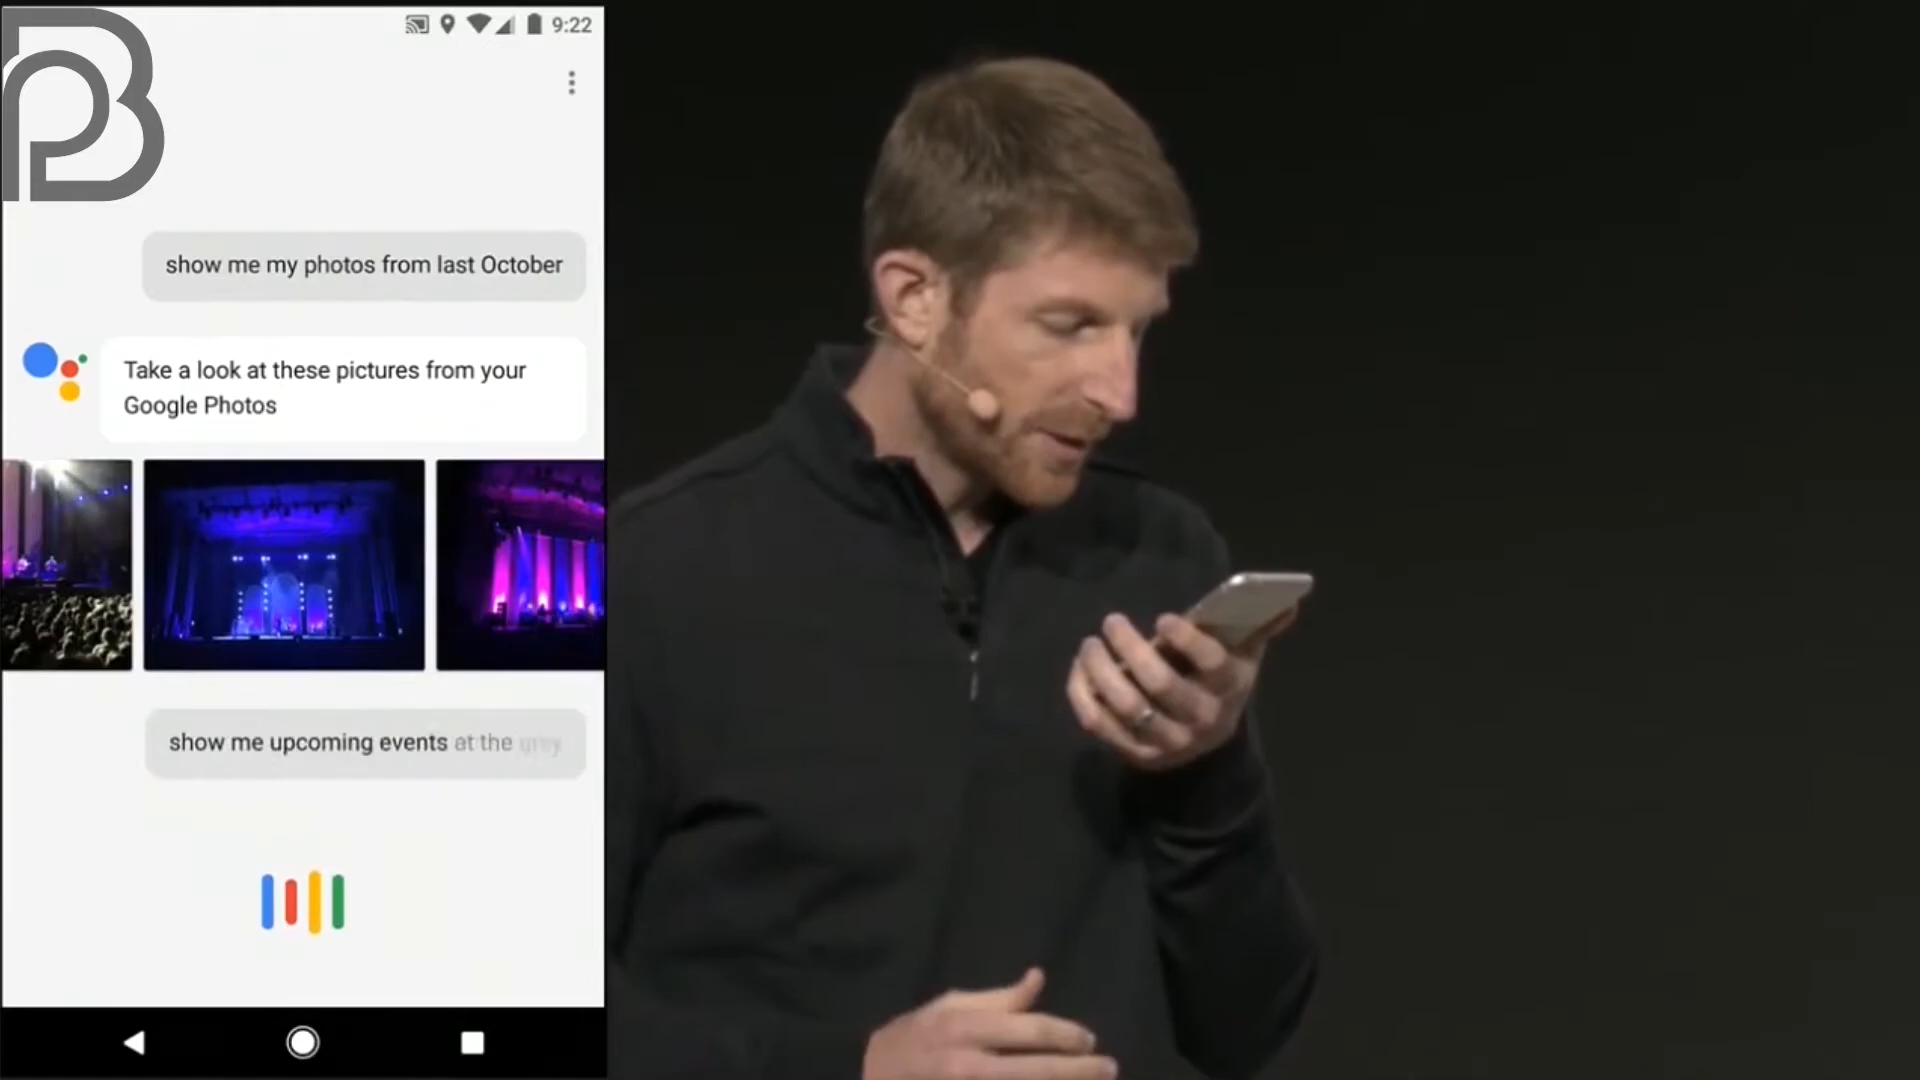 9:22
show me my photos from last October
Take a look at these pictures from your
Google Photos
show me upcoming events at the grey